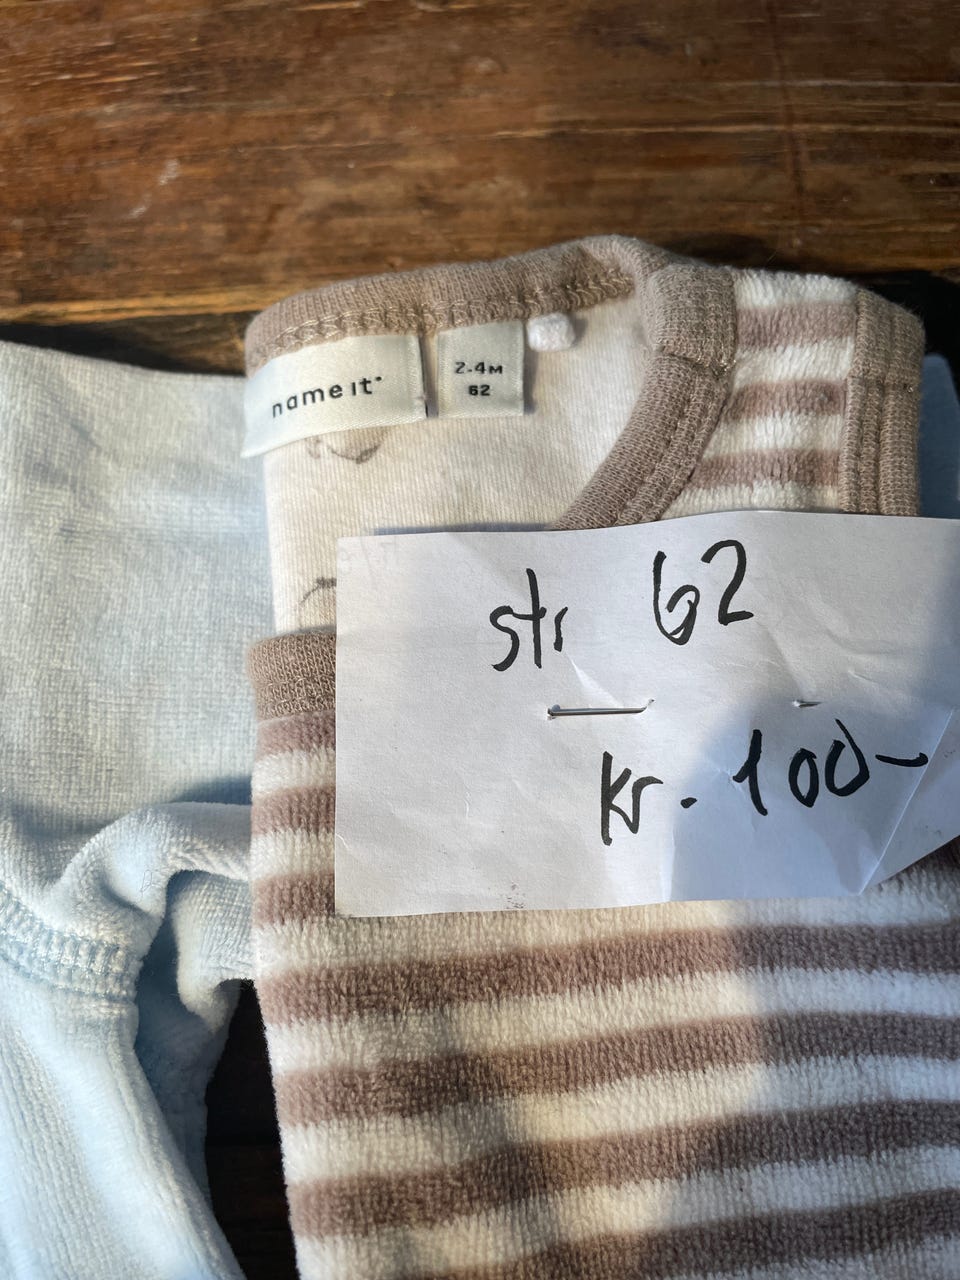 name it®
2-4M
62
str 62
kr. 100-